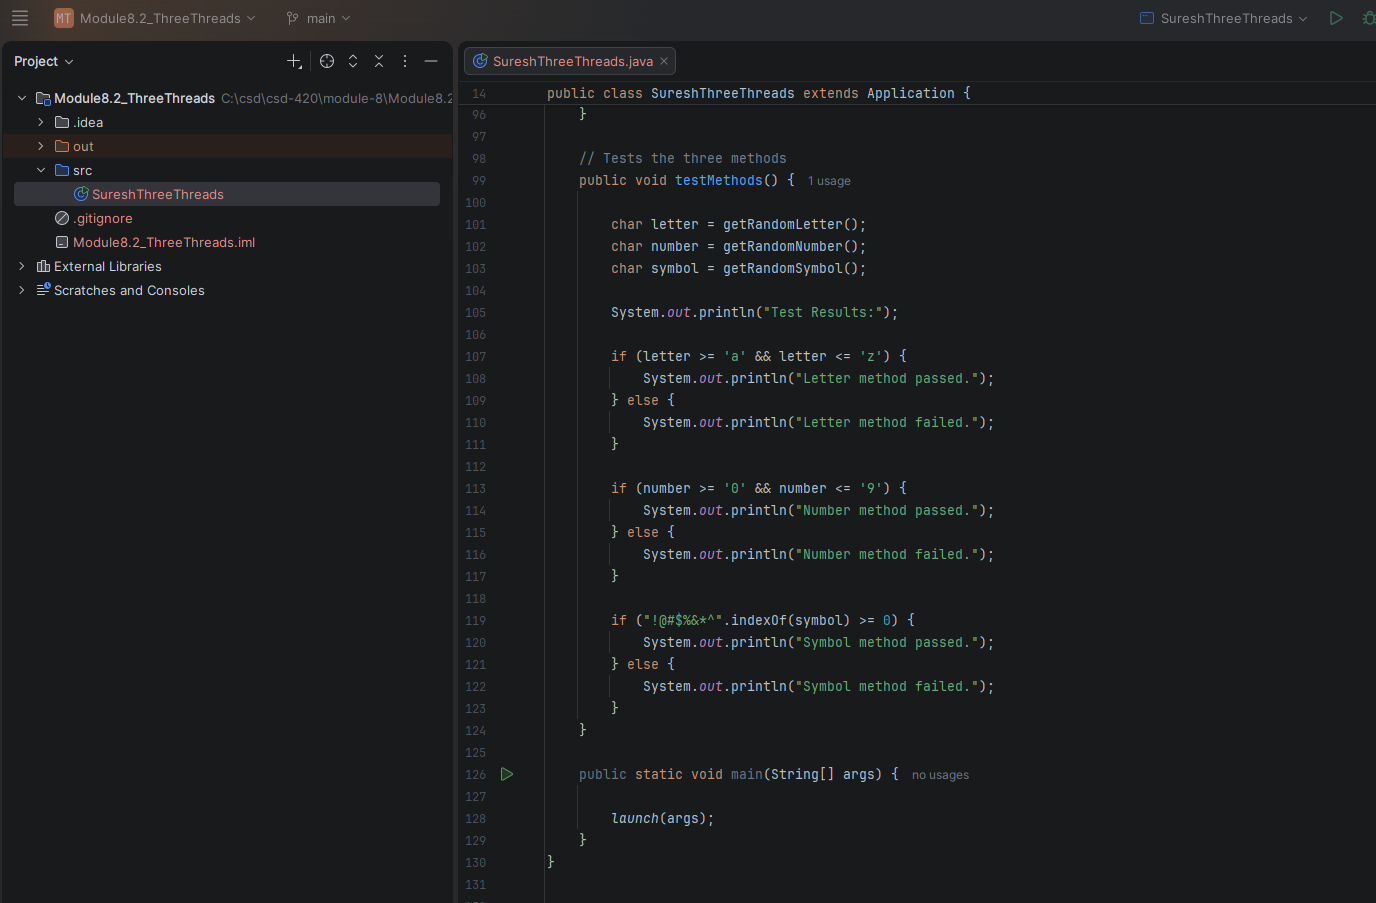 MT Module8.2_ThreeThreads main SureshThreeThreads
Project
SureshThreeThreads.java
Module8.2_ThreeThreads C:\csd\csd-420\module-8\Module8.2
.idea
out
src
SureshThreeThreads
.gitignore
Module8.2_ThreeThreads.iml
External Libraries
Scratches and Consoles
14 public class SureshThreeThreads extends Application {
96 }
97
98 // Tests the three methods
99 public void testMethods() { 1 usage
100
101 char letter = getRandomLetter();
102 char number = getRandomNumber();
103 char symbol = getRandomSymbol();
104
105 System.out.println("Test Results:");
106
107 if (letter >= 'a' && letter <= 'z') {
108 System.out.println("Letter method passed.");
109 } else {
110 System.out.println("Letter method failed.");
111 }
112
113 if (number >= '0' && number <= '9') {
114 System.out.println("Number method passed.");
115 } else {
116 System.out.println("Number method failed.");
117 }
118
119 if ("!@#$%&*^".indexOf(symbol) >= 0) {
120 System.out.println("Symbol method passed.");
121 } else {
122 System.out.println("Symbol method failed.");
123 }
124 }
125
126 public static void main(String[] args) { no usages
127
128 launch(args);
129 }
130 }
131